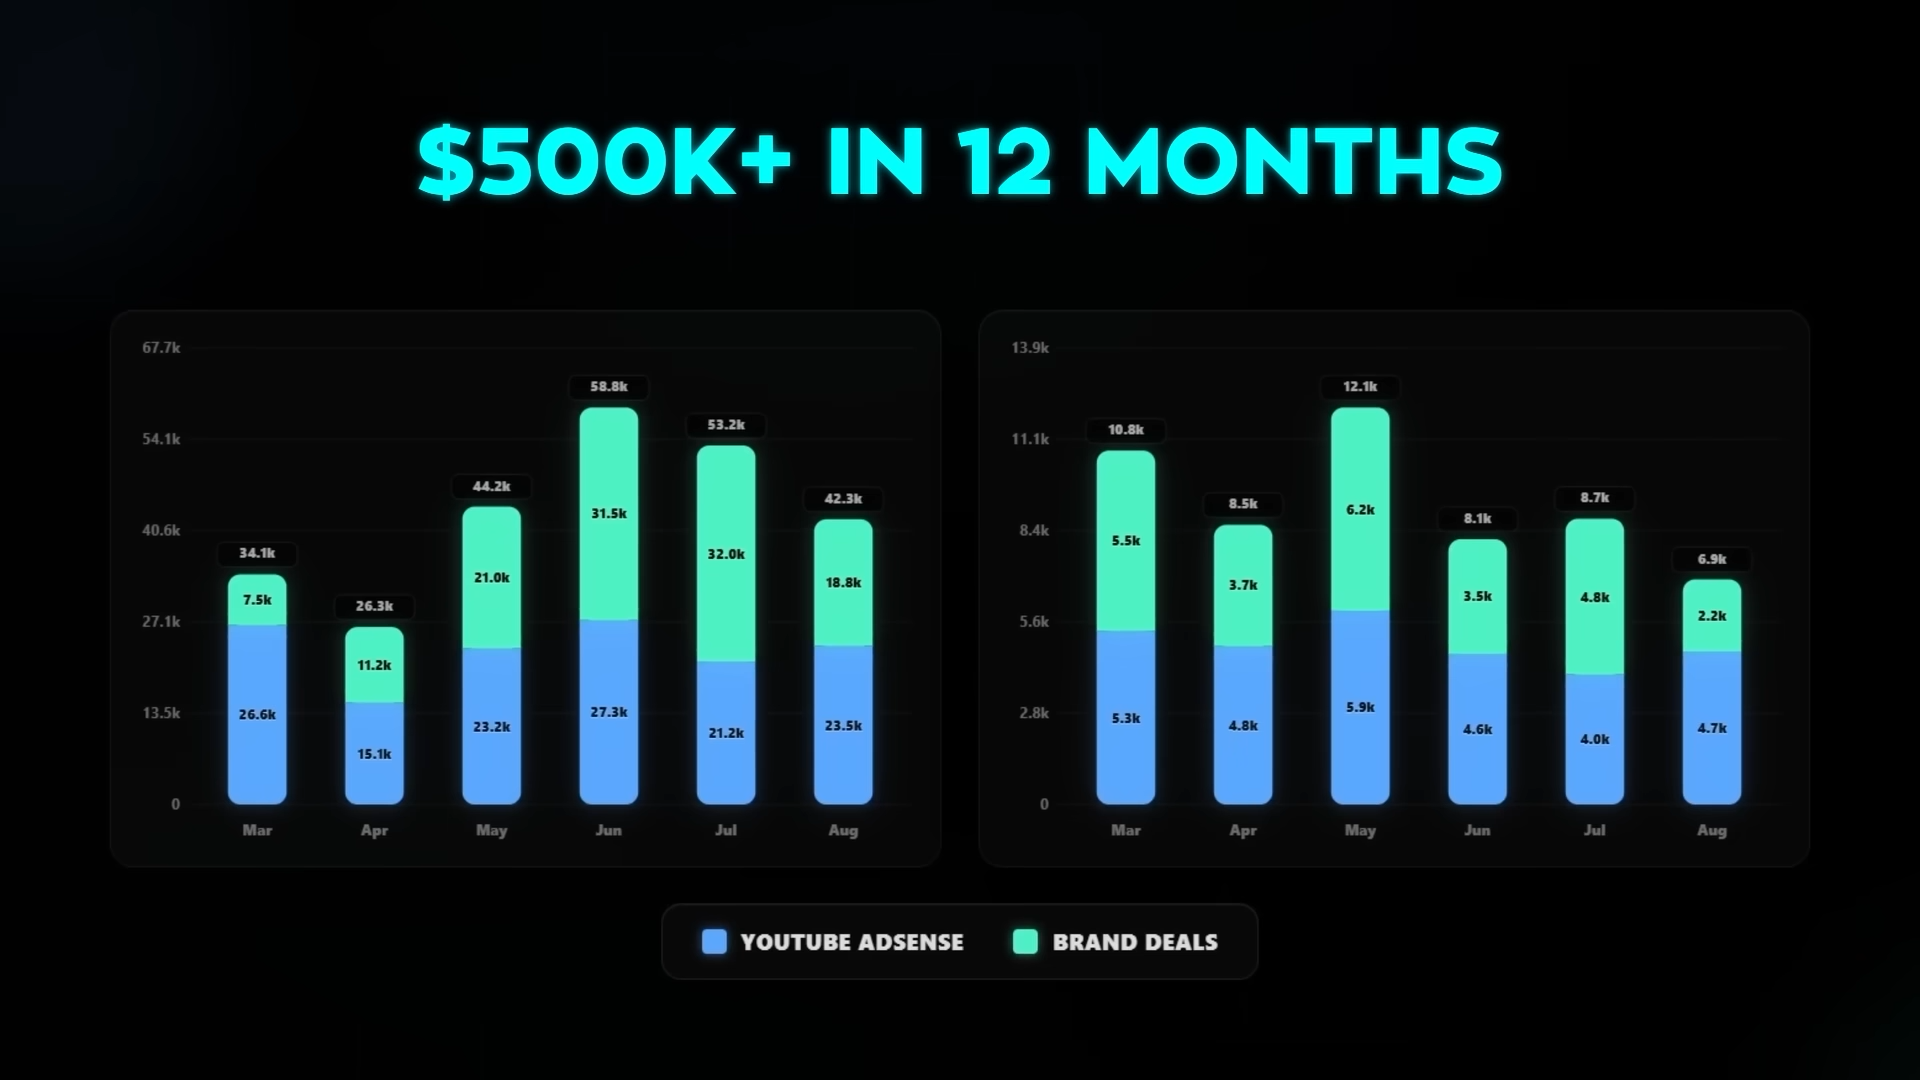 $500K+ IN 12 MONTHS
67.7k
54.1k
40.6k
27.1k
13.5k
0
34.1k
7.5k
26.6k
26.3k
11.2k
15.1k
44.2k
21.0k
23.2k
58.8k
31.5k
27.3k
53.2k
32.0k
21.2k
42.3k
18.8k
23.5k
Mar Apr May Jun Jul Aug
13.9k
11.1k
8.4k
5.6k
2.8k
0
10.8k
5.5k
5.3k
8.5k
3.7k
4.8k
12.1k
6.2k
5.9k
8.1k
3.5k
4.6k
8.7k
4.8k
4.0k
6.9k
2.2k
4.7k
Mar Apr May Jun Jul Aug
YOUTUBE ADSENSE BRAND DEALS